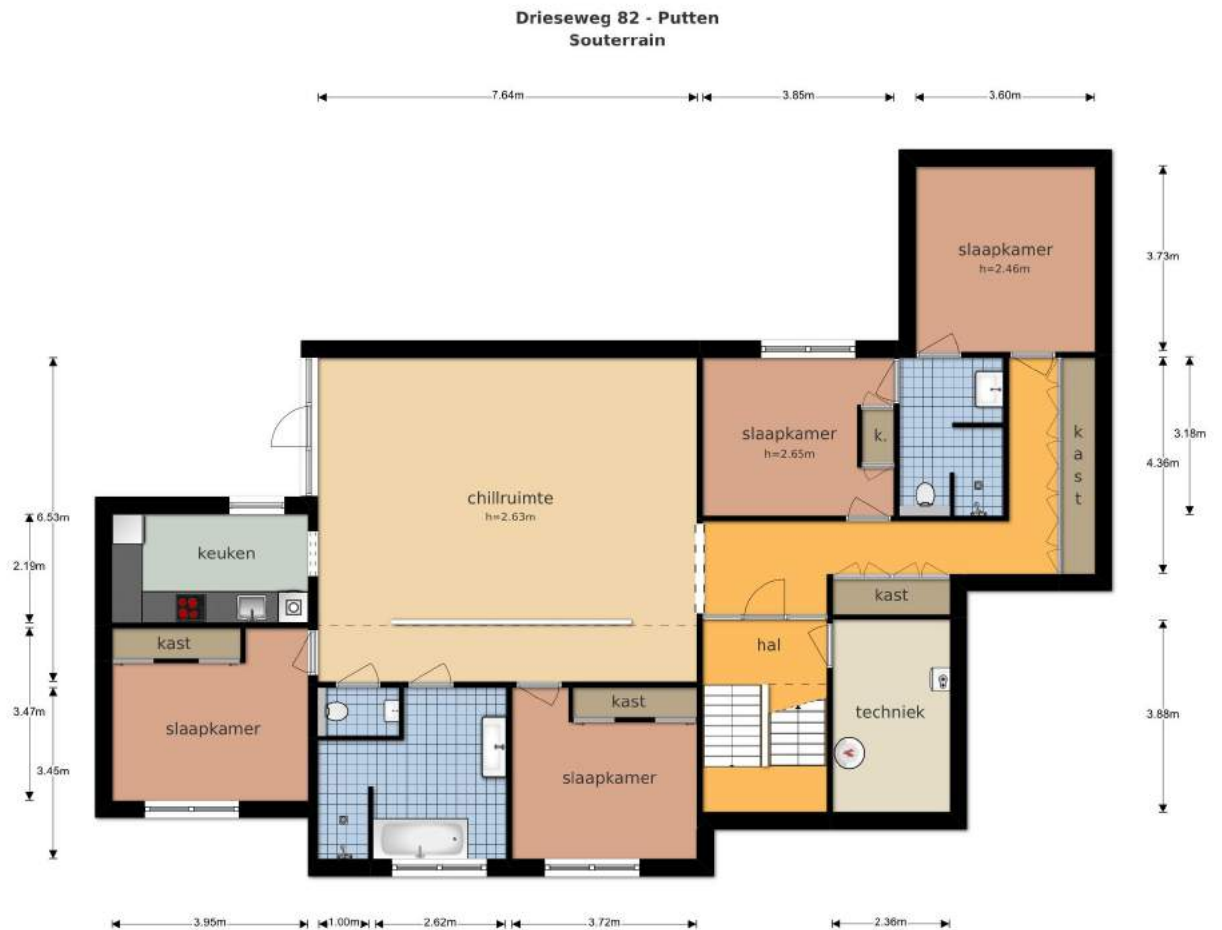 Drieseweg 82 - Putten
Souterrain
7.64m
3.85m
3.60m
slaapkamer
h=2.46m
3.73m
slaapkamer
h=2.65m
k.
k
a
s
t
3.18m
4.36m
chillruimte
h=2.63m
6.53m
keuken
2.19m
kast
kast
hal
slaapkamer
3.47m
kast
techniek
3.88m
3.45m
slaapkamer
3.95m
1.00m
2.62m
3.72m
2.36m